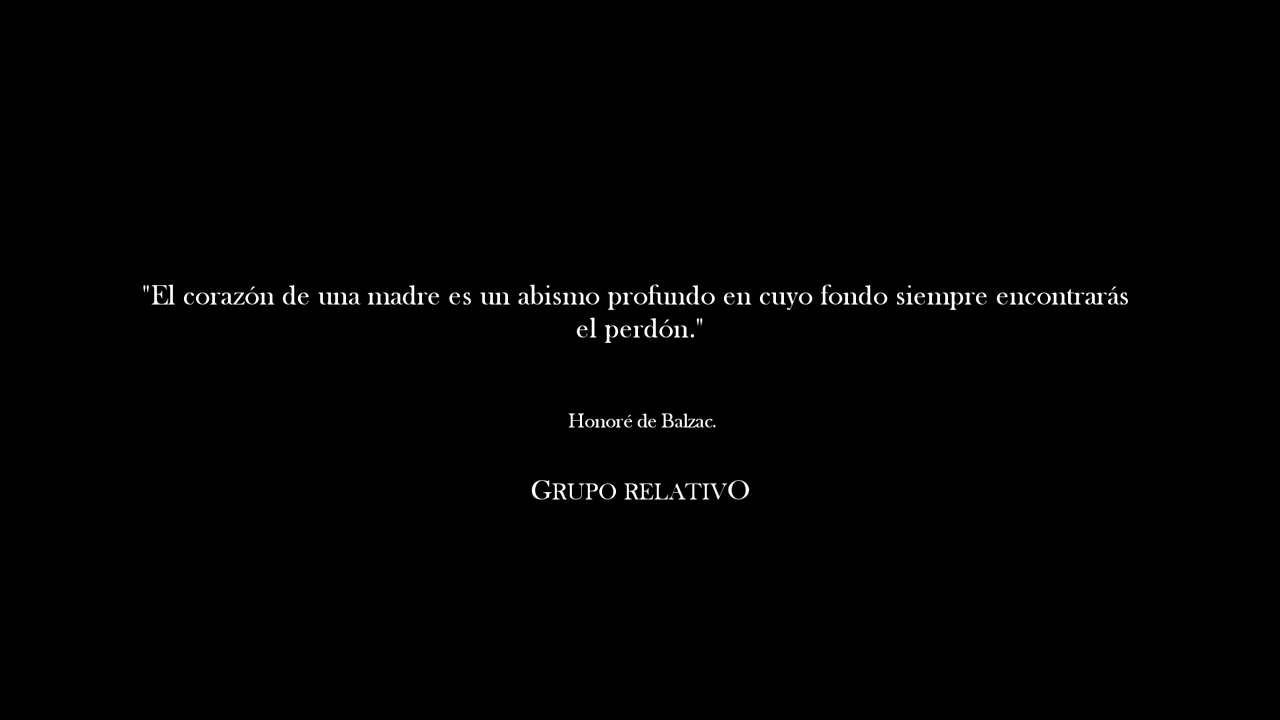 "El corazón de una madre es un abismo profundo en cuyo fondo siempre encontrarás
el perdón."
Honoré de Balzac.
GRUPO RELATIVO